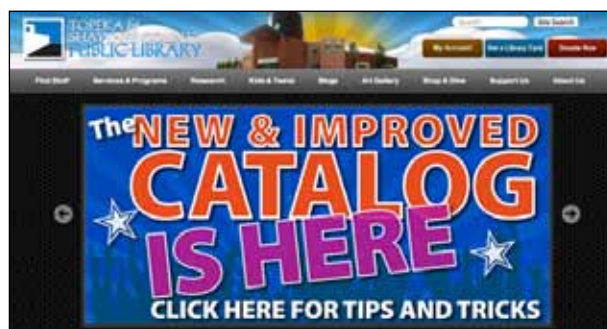 TOPEKA &
SHAWNEE
PUBLIC LIBRARY
Search
Site Search
My Account
Get a Library Card
Donate Now
Find Stuff
Services & Programs
Research
Kids & Teens
Blogs
Art Gallery
Shop & Dine
Support Us
About Us
The NEW & IMPROVED
CATALOG
IS HERE
CLICK HERE FOR TIPS AND TRICKS